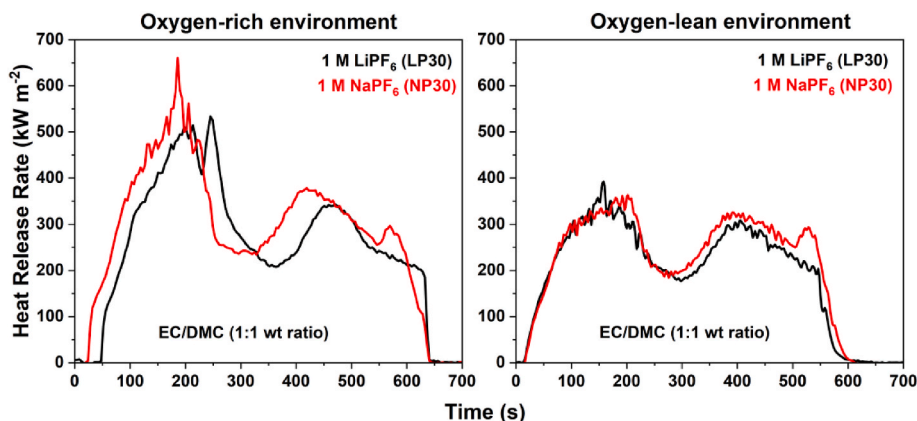 Oxygen-rich environment
Oxygen-lean environment
Heat Release Rate (kW m⁻²)
700
600
500
400
300
200
100
0
1 M LiPF₆ (LP30)
1 M NaPF₆ (NP30)
EC/DMC (1:1 wt ratio)
0 100 200 300 400 500 600 700
700
600
500
400
300
200
100
0
1 M LiPF₆ (LP30)
1 M NaPF₆ (NP30)
EC/DMC (1:1 wt ratio)
0 100 200 300 400 500 600 700
Time (s)